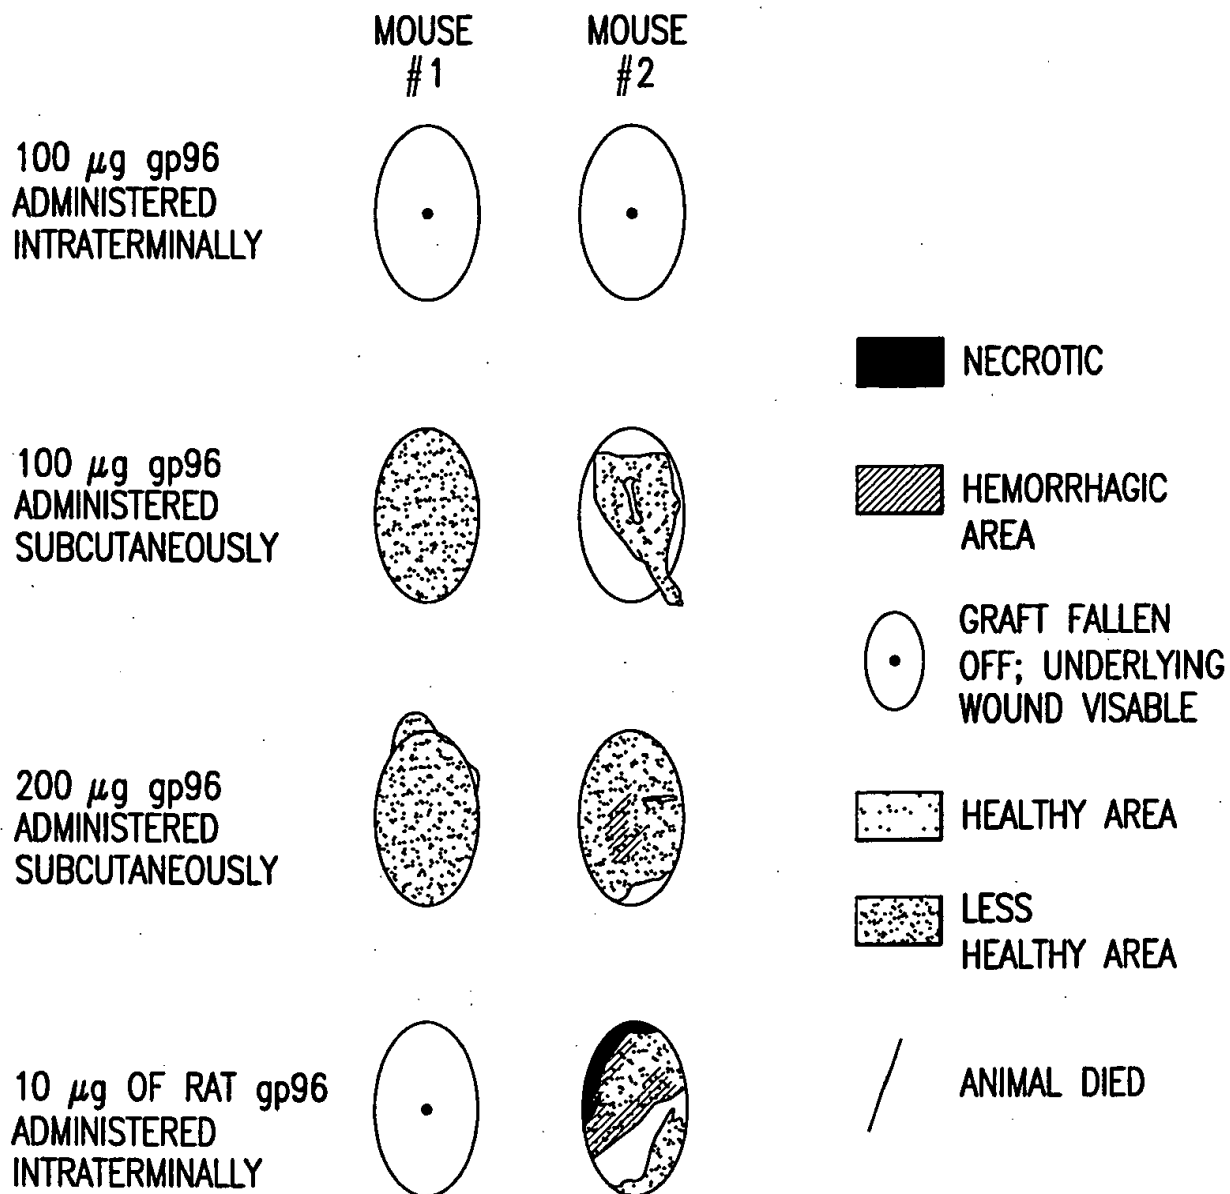 MOUSE
#1
MOUSE
#2
100 μg gp96
ADMINISTERED
INTRATERMINALLY
100 μg gp96
ADMINISTERED
SUBCUTANEOUSLY
200 μg gp96
ADMINISTERED
SUBCUTANEOUSLY
10 μg OF RAT gp96
ADMINISTERED
INTRATERMINALLY
NECROTIC
HEMORRHAGIC
AREA
GRAFT FALLEN
OFF; UNDERLYING
WOUND VISABLE
HEALTHY AREA
LESS
HEALTHY AREA
ANIMAL DIED